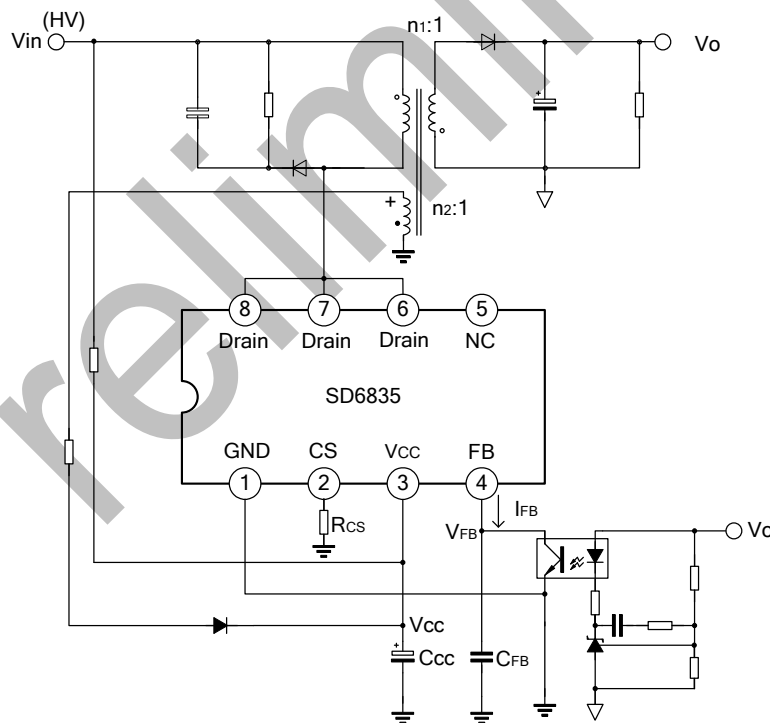 (HV)
Vin
n1:1
Vo
+
+
n2:1
8
7
6
5
Drain
Drain
Drain
NC
SD6835
GND
CS
VCC
FB
1
2
3
4
RCS
IFB
VFB
Vo
Vcc
+
Ccc
CFB
relimi